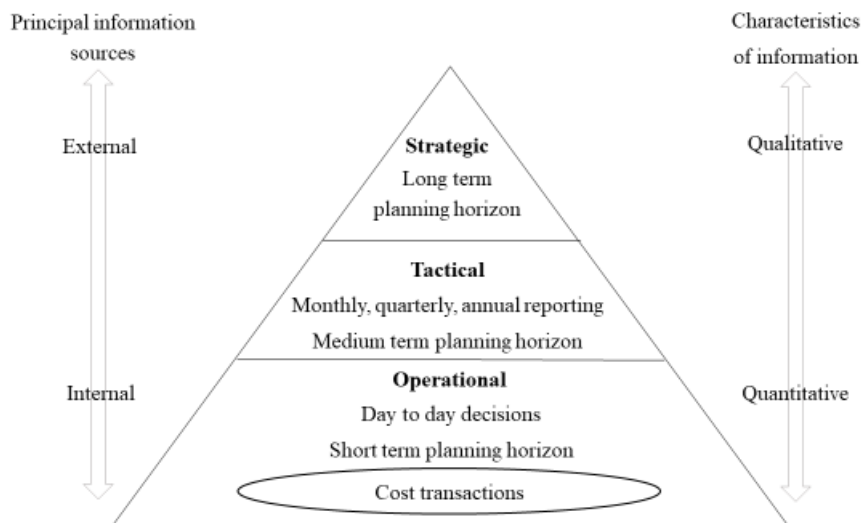 Principal information
sources
Characteristics
of information
External
Strategic
Qualitative
Long term
planning horizon
Tactical
Monthly, quarterly, annual reporting
Medium term planning horizon
Internal
Operational
Quantitative
Day to day decisions
Short term planning horizon
Cost transactions